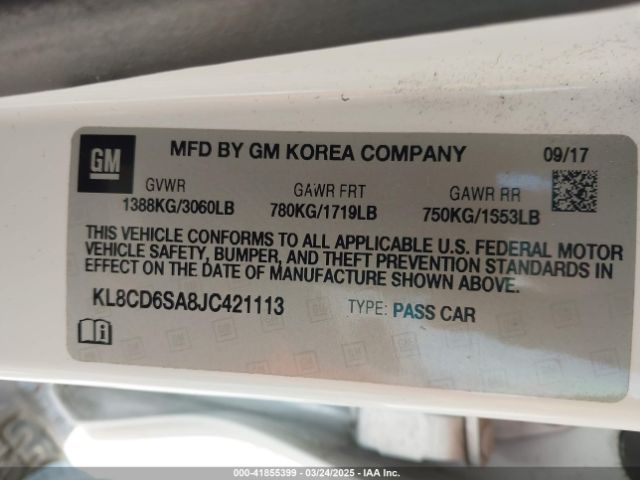 GM
MFD BY GM KOREA COMPANY 09/17
GVWR GAWR FRT GAWR RR
1388KG/3060LB 780KG/1719LB 750KG/1553LB
THIS VEHICLE CONFORMS TO ALL APPLICABLE U.S. FEDERAL MOTOR
VEHICLE SAFETY, BUMPER, AND THEFT PREVENTION STANDARDS IN
EFFECT ON THE DATE OF MANUFACTURE SHOWN ABOVE.
KL8CD6SA8JC421113 TYPE: PASS CAR
000-41855399 - 03/24/2025 - IAA Inc.